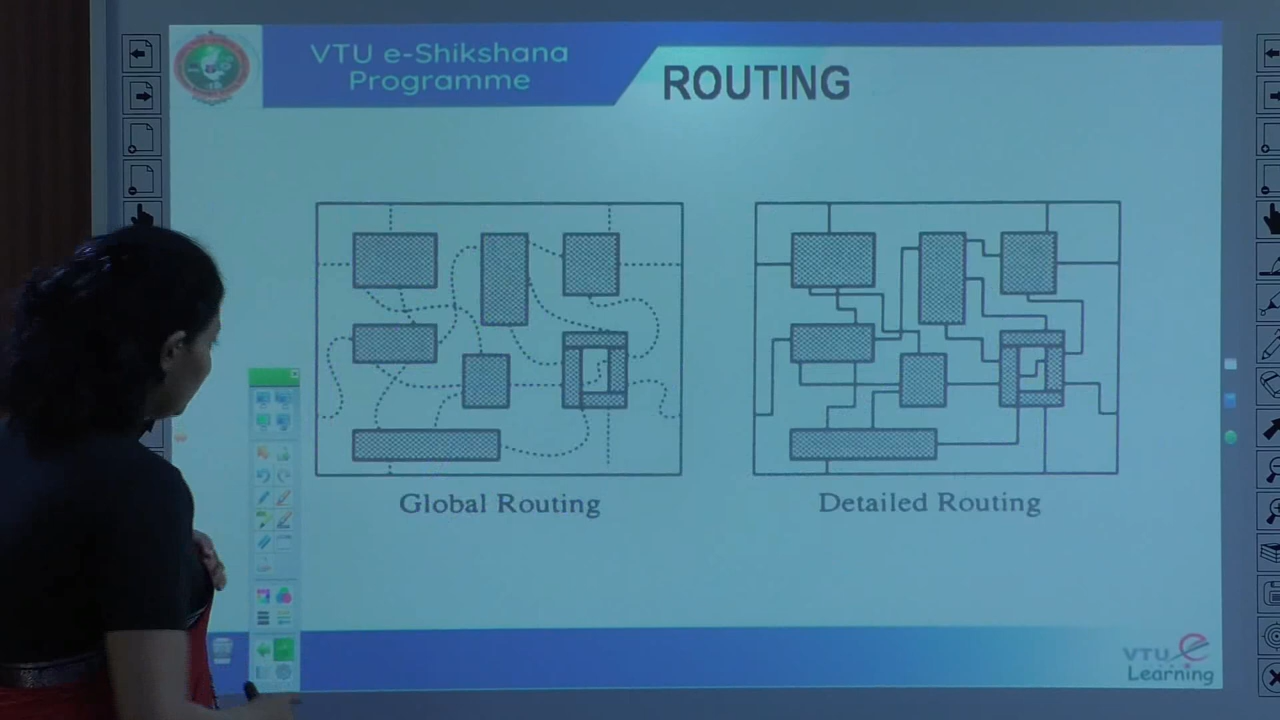 VTU e-Shikshana
Programme
ROUTING
Global Routing
Detailed Routing
VTU e
Learning